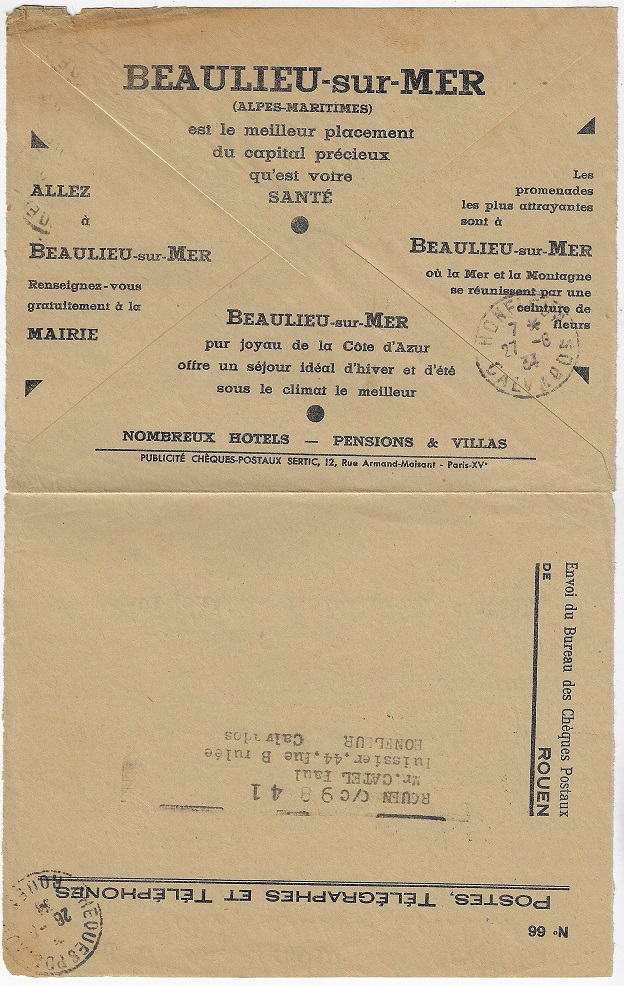 BEAULIEU-sur-MER
(ALPES-MARITIMES)
est le meilleur placement
du capital précieux
qu'est votre
SANTÉ
ALLEZ
à
BEAULIEU-sur-MER
Renseignez-vous
gratuitement à la
MAIRIE
Les
promenades
les plus attrayantes
sont à
BEAULIEU-sur-MER
où la Mer et la Montagne
se réunissent par une
ceinture de
fleurs
BEAULIEU-sur-MER
pur joyau de la Côte d'Azur
offre un séjour idéal d'hiver et d'été
sous le climat le meilleur
HONFLEUR
7 *
27 -8
34
CALVADOS
NOMBREUX HOTELS — PENSIONS & VILLAS
PUBLICITÉ CHÈQUES-POSTAUX SERTIC, 12, Rue Armand-Moisant - Paris-XVe
N° 66
POSTES, TÉLÉGRAPHES ET TÉLÉPHONES
Envoi du Bureau des Chèques Postaux
DE ROUEN
ROUEN C/C 98 41
Mr. CATEL Paul
huissier, 44, Rue B rulée
HONFLEUR Calvados
ROUEN CHEQUES POSTAUX
26